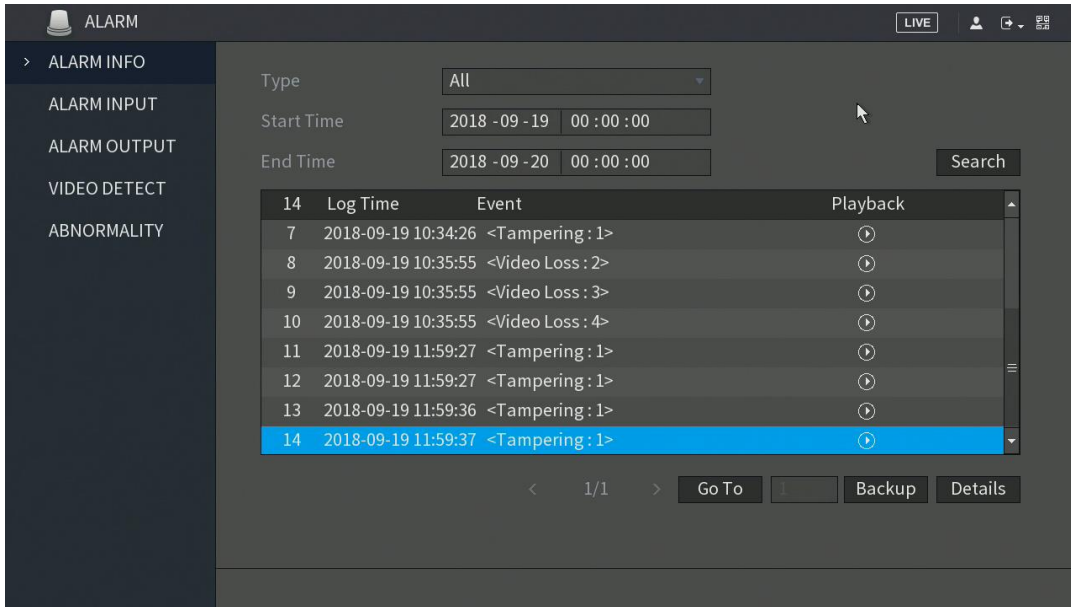 ALARM
LIVE
ALARM INFO
ALARM INPUT
ALARM OUTPUT
VIDEO DETECT
ABNORMALITY
Type All
Start Time 2018 -09 -19 00 : 00 : 00
End Time 2018 -09 -20 00 : 00 : 00
Search
14 Log Time Event Playback
7 2018-09-19 10:34:26 <Tampering : 1>
8 2018-09-19 10:35:55 <Video Loss : 2>
9 2018-09-19 10:35:55 <Video Loss : 3>
10 2018-09-19 10:35:55 <Video Loss : 4>
11 2018-09-19 11:59:27 <Tampering : 1>
12 2018-09-19 11:59:27 <Tampering : 1>
13 2018-09-19 11:59:36 <Tampering : 1>
14 2018-09-19 11:59:37 <Tampering : 1>
< 1/1 > Go To 1 Backup Details